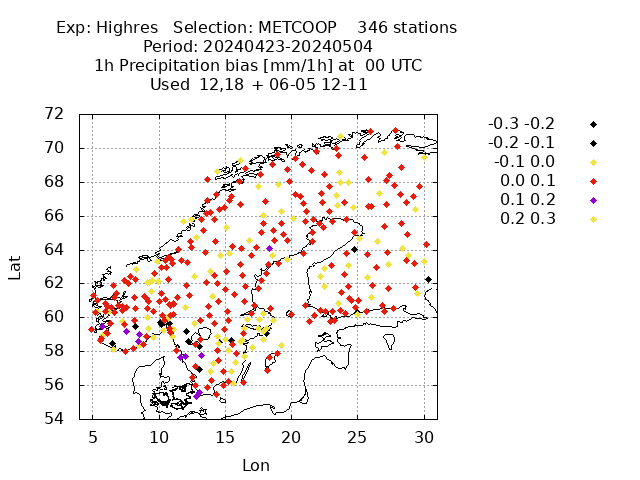 Exp: Highres Selection: METCOOP 346 stations
Period: 20240423-20240504
1h Precipitation bias [mm/1h] at 00 UTC
Used 12,18 + 06-05 12-11
72
70
68
66
64
62
60
58
56
54
Lat
5 10 15 20 25 30
Lon
-0.3 -0.2
-0.2 -0.1
-0.1 0.0
0.0 0.1
0.1 0.2
0.2 0.3